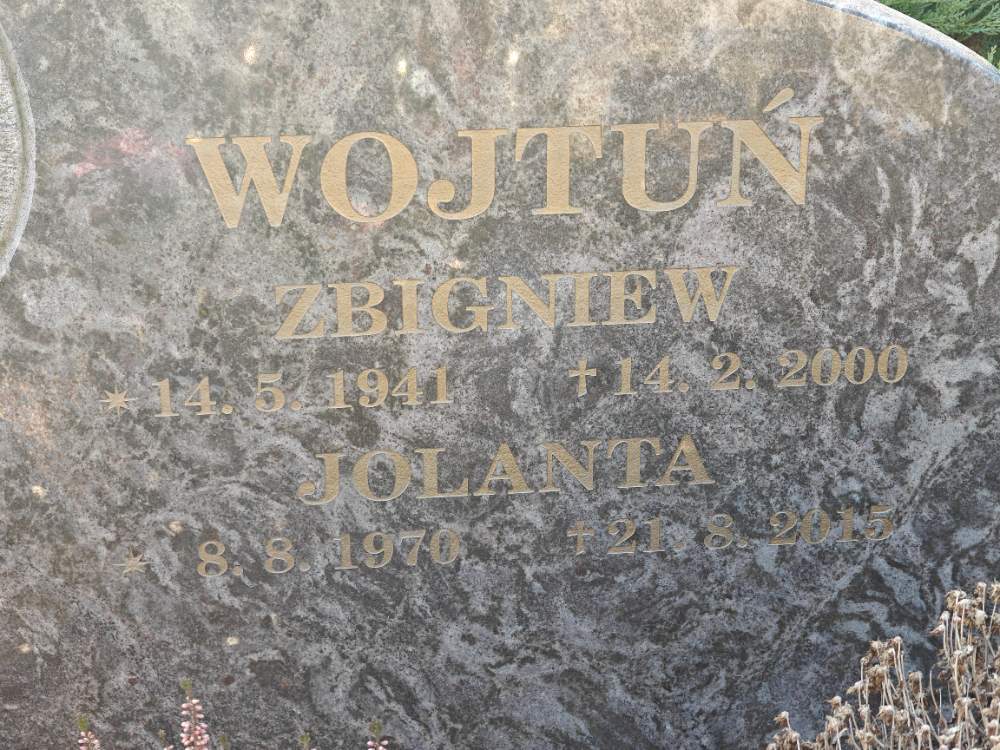 WOJTUŃ
ZBIGNIEW
* 14. 5. 1941 † 14. 2. 2000
JOLANTA
* 8. 8. 1970 † 21. 8. 2015